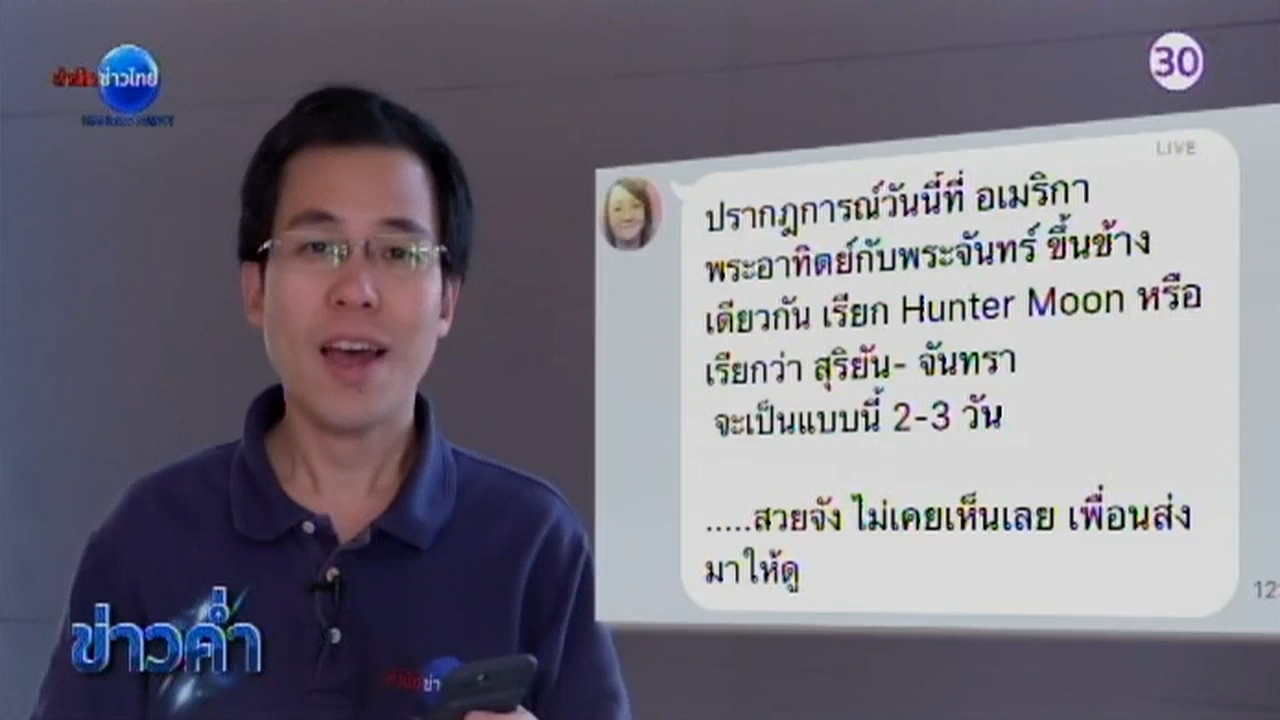 ข่าวไทย
30
LIVE
ปรากฏการณ์วันนี้ที่ อเมริกา
พระอาทิตย์กับพระจันทร์ ขึ้นข้าง
เดียวกัน เรียก Hunter Moon หรือ
เรียกว่า สุริยัน- จันทรา
จะเป็นแบบนี้ 2-3 วัน
.....สวยจัง ไม่เคยเห็นเลย เพื่อนส่ง
มาให้ดู
12
ข่าวค่ำ